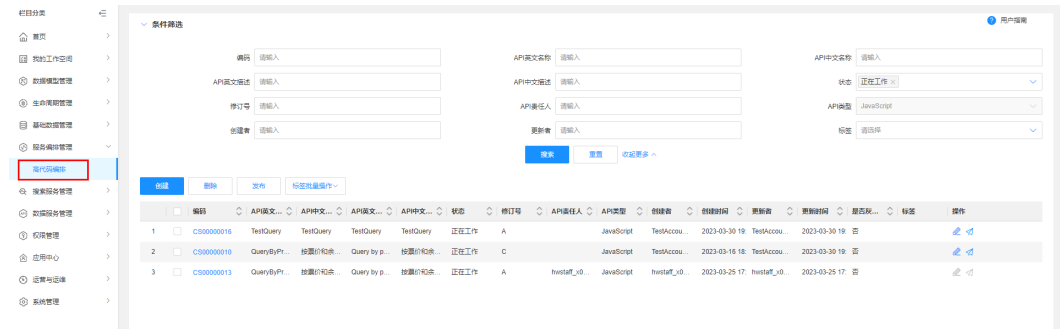 栏目分类
首页
我的工作空间
数据模型管理
生命周期管理
基础数据管理
服务编排管理
高代码编排
搜索服务管理
数据服务管理
权限管理
应用中心
运营与运维
系统管理
条件筛选
用户指南
编码 请输入 API英文名称 请输入 API中文名称 请输入
API英文描述 请输入 API中文描述 请输入 状态 正在工作 ×
修订号 请输入 API责任人 请输入 API类型 JavaScript
创建者 请输入 更新者 请输入 标签 请选择
搜索 重置 收起更多
创建 删除 发布 标签批量操作
编码 API英文... API中文... API英文... API中文... 状态 修订号 API责任人 API类型 创建者 创建时间 更新者 更新时间 是否灰... 标签 操作
1 CS00000016 TestQuery TestQuery TestQuery TestQuery 正在工作 A JavaScript TestAccou... 2023-03-30 19: TestAccou... 2023-03-30 19: 否
2 CS00000010 QueryByPr... 按票价和余... Query by p... 按票价和余... 正在工作 C JavaScript TestAccou... 2023-03-16 18: TestAccou... 2023-03-30 19: 否
3 CS00000013 QueryByPr... 按票价和余... Query by p... 按票价和余... 正在工作 A hwstaff_x0... JavaScript hwstaff_x0... 2023-03-25 17: hwstaff_x0... 2023-03-25 17: 否